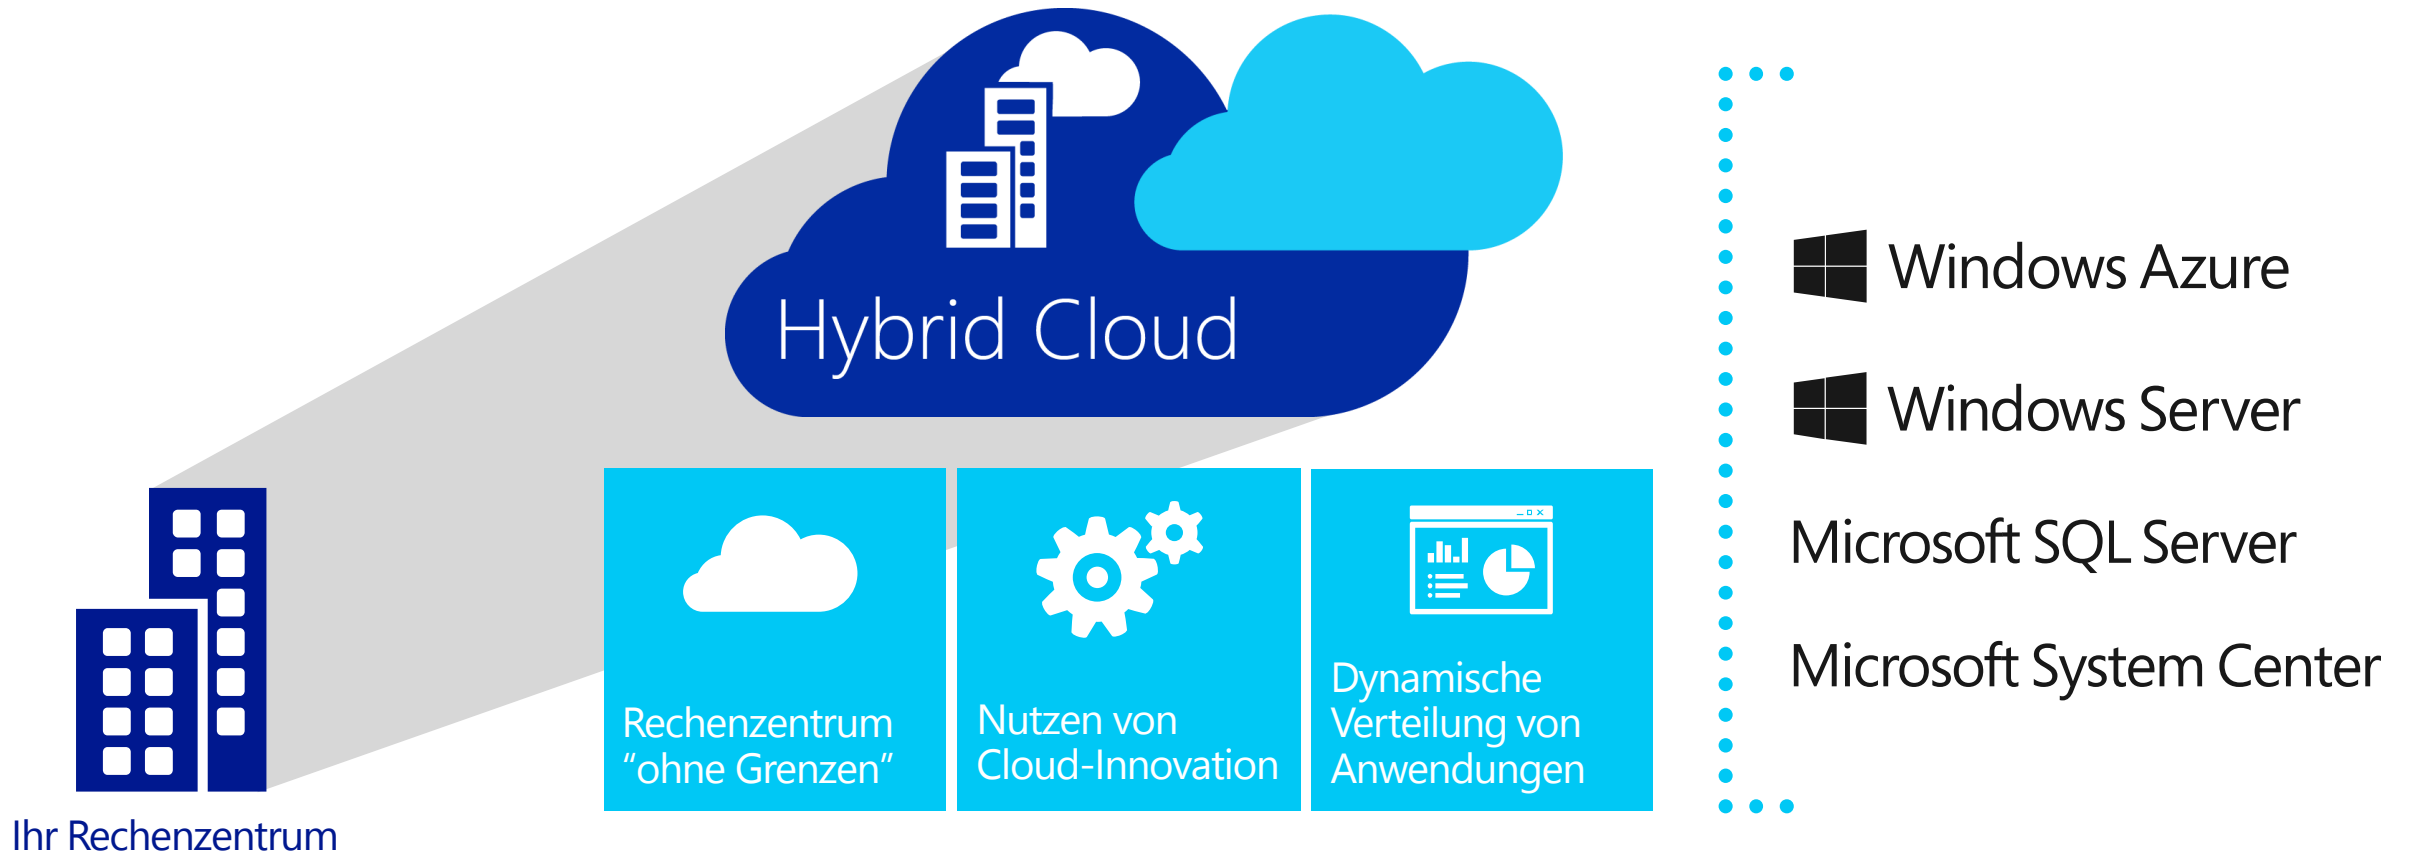 Hybrid Cloud
Ihr Rechenzentrum
Rechenzentrum
“ohne Grenzen”
Nutzen von
Cloud-Innovation
Dynamische
Verteilung von
Anwendungen
Windows Azure
Windows Server
Microsoft SQL Server
Microsoft System Center